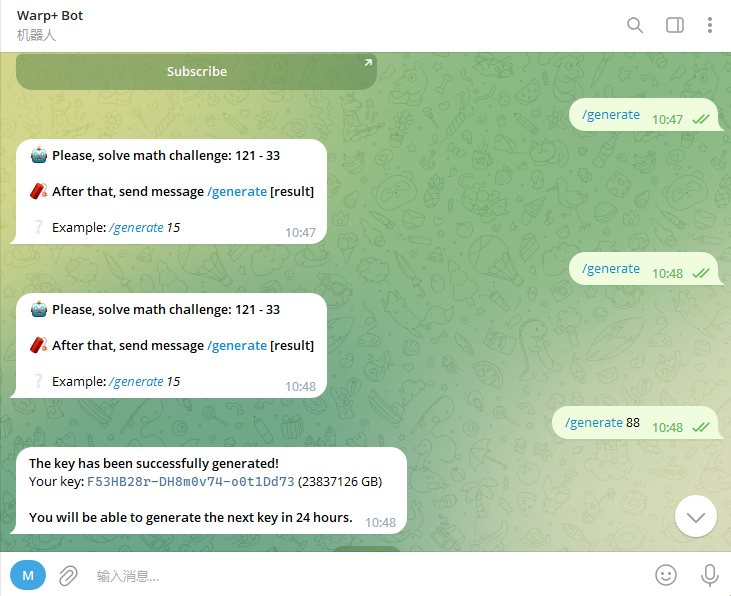 Warp+ Bot
机器人
Subscribe
/generate 10:47
Please, solve math challenge: 121 - 33
After that, send message /generate [result]
Example: /generate 15
10:47
/generate 10:48
Please, solve math challenge: 121 - 33
After that, send message /generate [result]
Example: /generate 15
10:48
/generate 88 10:48
The key has been successfully generated!
Your key: F53HB28r-DH8m0v74-o0t1Dd73 (23837126 GB)
You will be able to generate the next key in 24 hours.
10:48
M
输入消息...